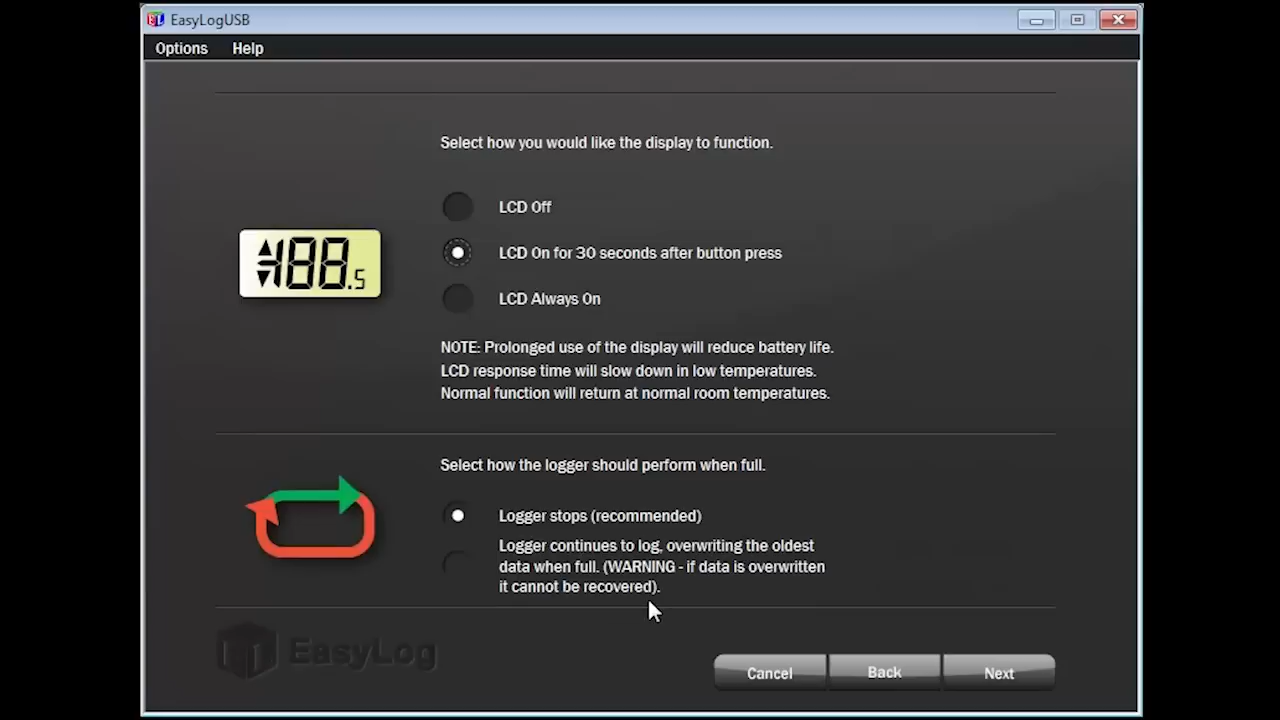 EasyLogUSB
Options Help
Select how you would like the display to function.
LCD Off
LCD On for 30 seconds after button press
188.5
LCD Always On
NOTE: Prolonged use of the display will reduce battery life.
LCD response time will slow down in low temperatures.
Normal function will return at normal room temperatures.
Select how the logger should perform when full.
Logger stops (recommended)
Logger continues to log, overwriting the oldest
data when full. (WARNING - if data is overwritten
it cannot be recovered).
EasyLog
Cancel Back Next